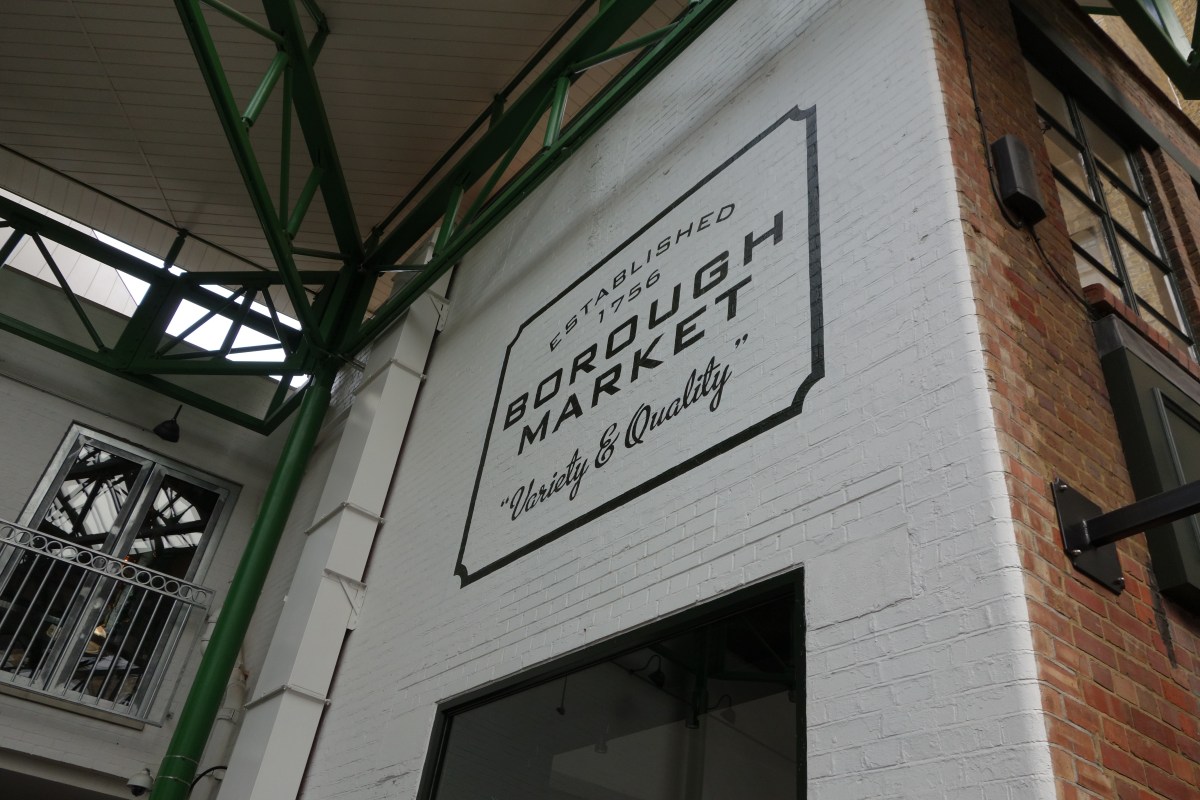 ESTABLISHED
1756
BOROUGH
MARKET
"Variety & Quality"